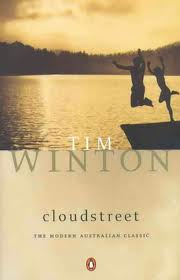 TIM
WINTON
cloudstreet
THE MODERN AUSTRALIAN CLASSIC